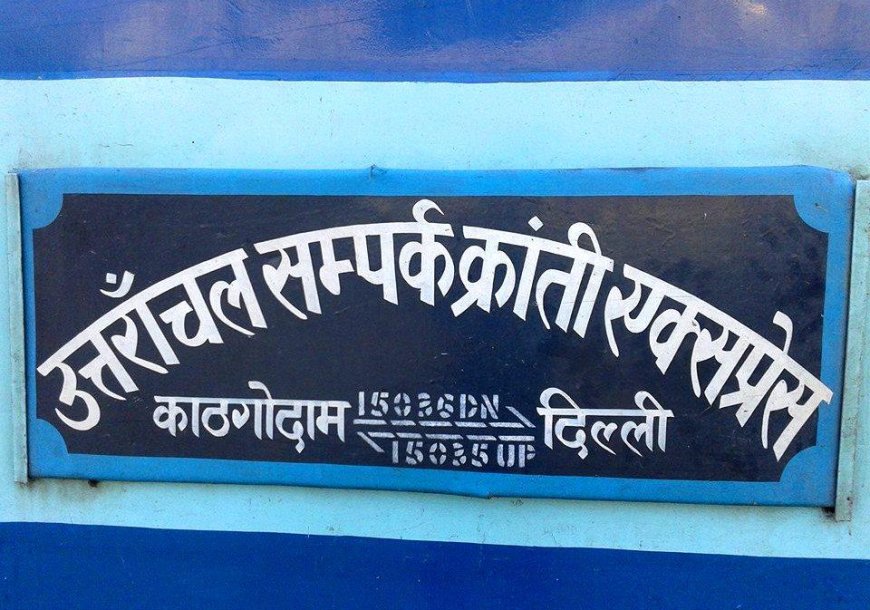 उत्तराँचल सम्पर्क क्रांती एक्सप्रेस
काठगोदाम 15036DN दिल्ली
15035UP